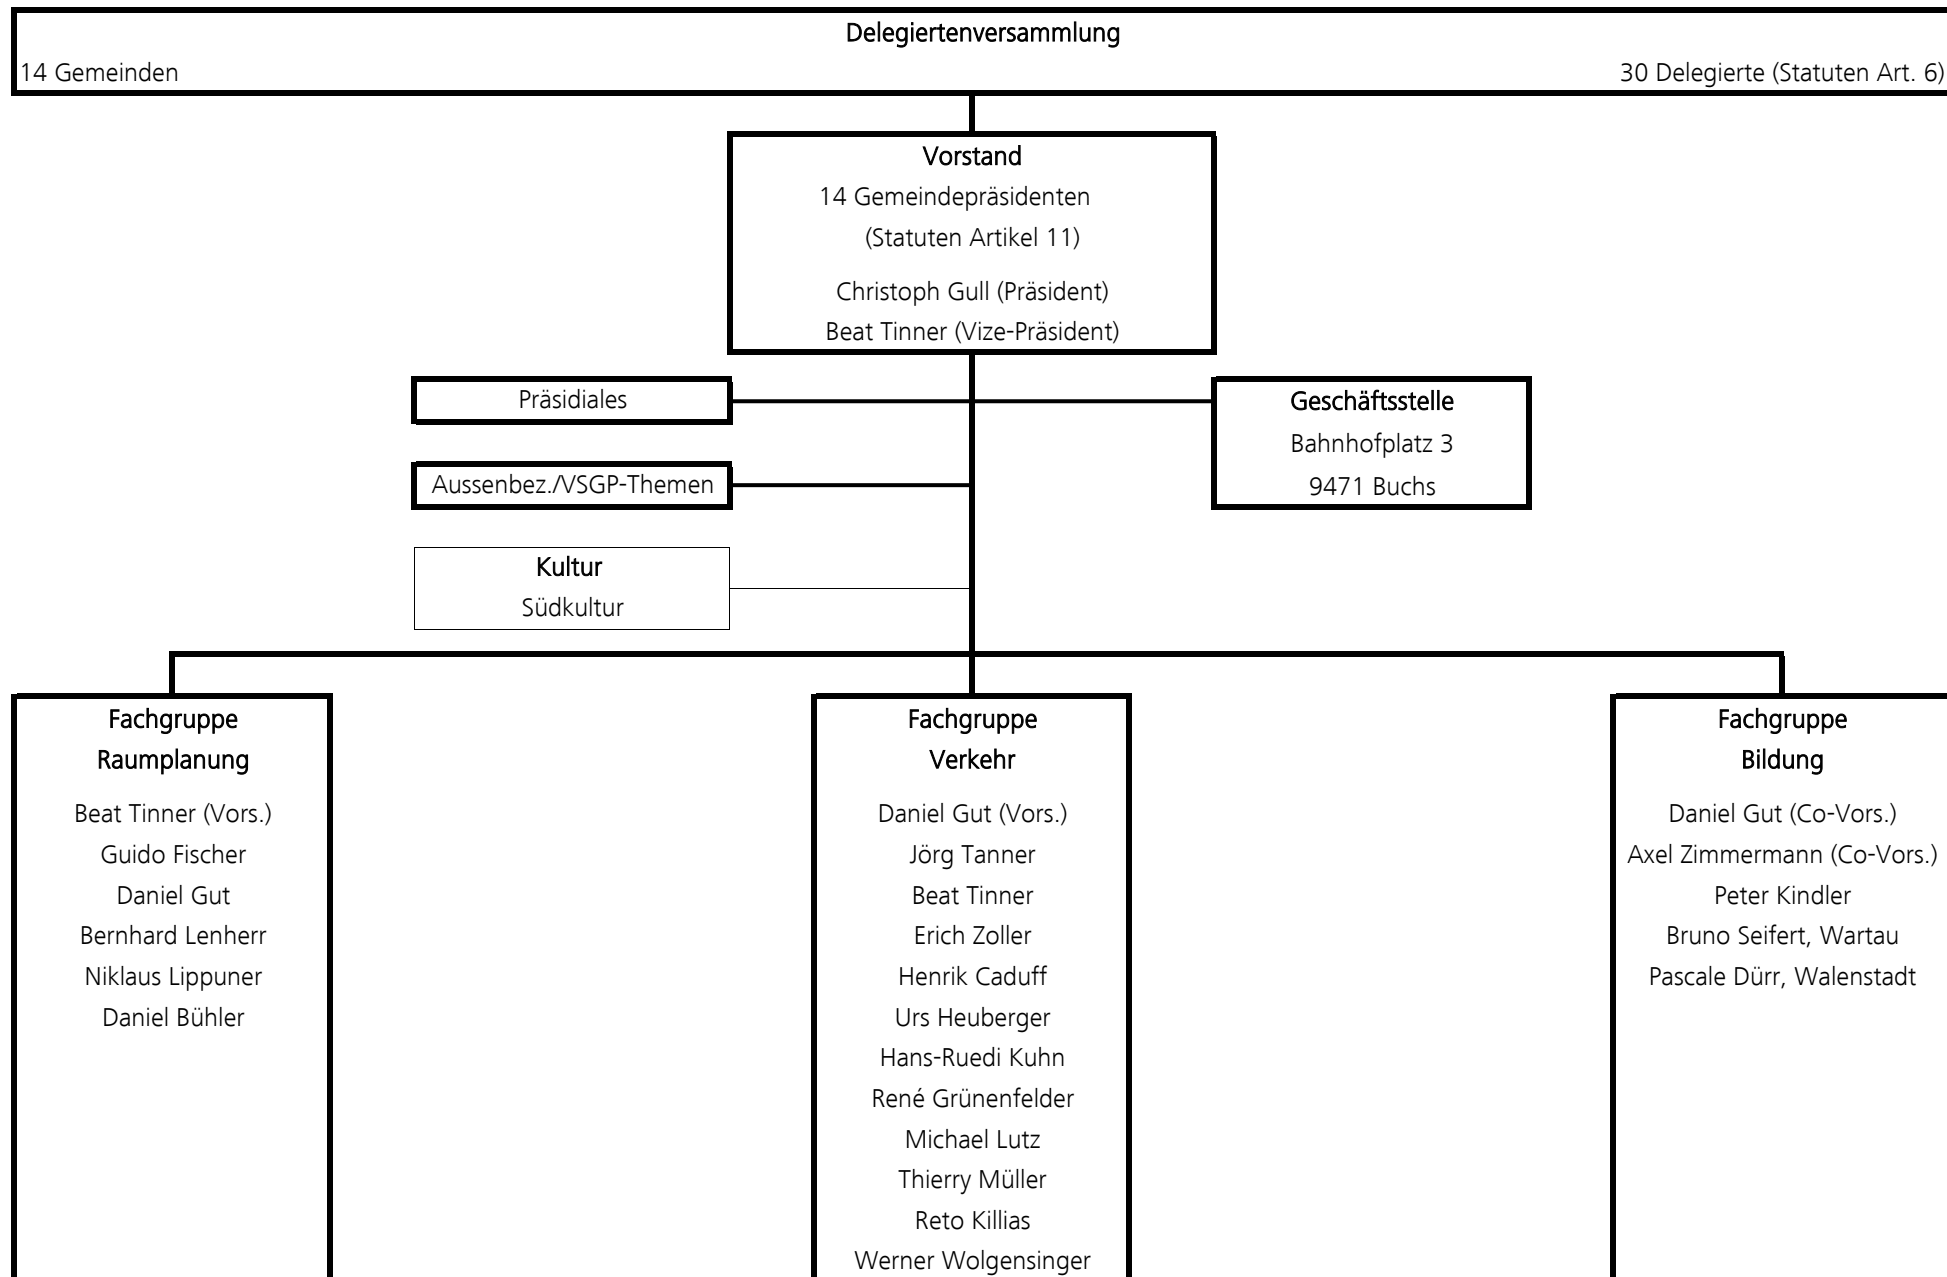 Delegiertenversammlung
14 Gemeinden
30 Delegierte (Statuten Art. 6)
Vorstand
14 Gemeindepräsidenten
(Statuten Artikel 11)
Christoph Gull (Präsident)
Beat Tinner (Vize-Präsident)
Präsidiales
Geschäftsstelle
Bahnhofplatz 3
9471 Buchs
Aussenbez./VSGP-Themen
Kultur
Südkultur
Fachgruppe
Raumplanung
Beat Tinner (Vors.)
Guido Fischer
Daniel Gut
Bernhard Lenherr
Niklaus Lippuner
Daniel Bühler
Fachgruppe
Verkehr
Daniel Gut (Vors.)
Jörg Tanner
Beat Tinner
Erich Zoller
Henrik Caduff
Urs Heuberger
Hans-Ruedi Kuhn
René Grünenfelder
Michael Lutz
Thierry Müller
Reto Killias
Werner Wolgensinger
Fachgruppe
Bildung
Daniel Gut (Co-Vors.)
Axel Zimmermann (Co-Vors.)
Peter Kindler
Bruno Seifert, Wartau
Pascale Dürr, Walenstadt